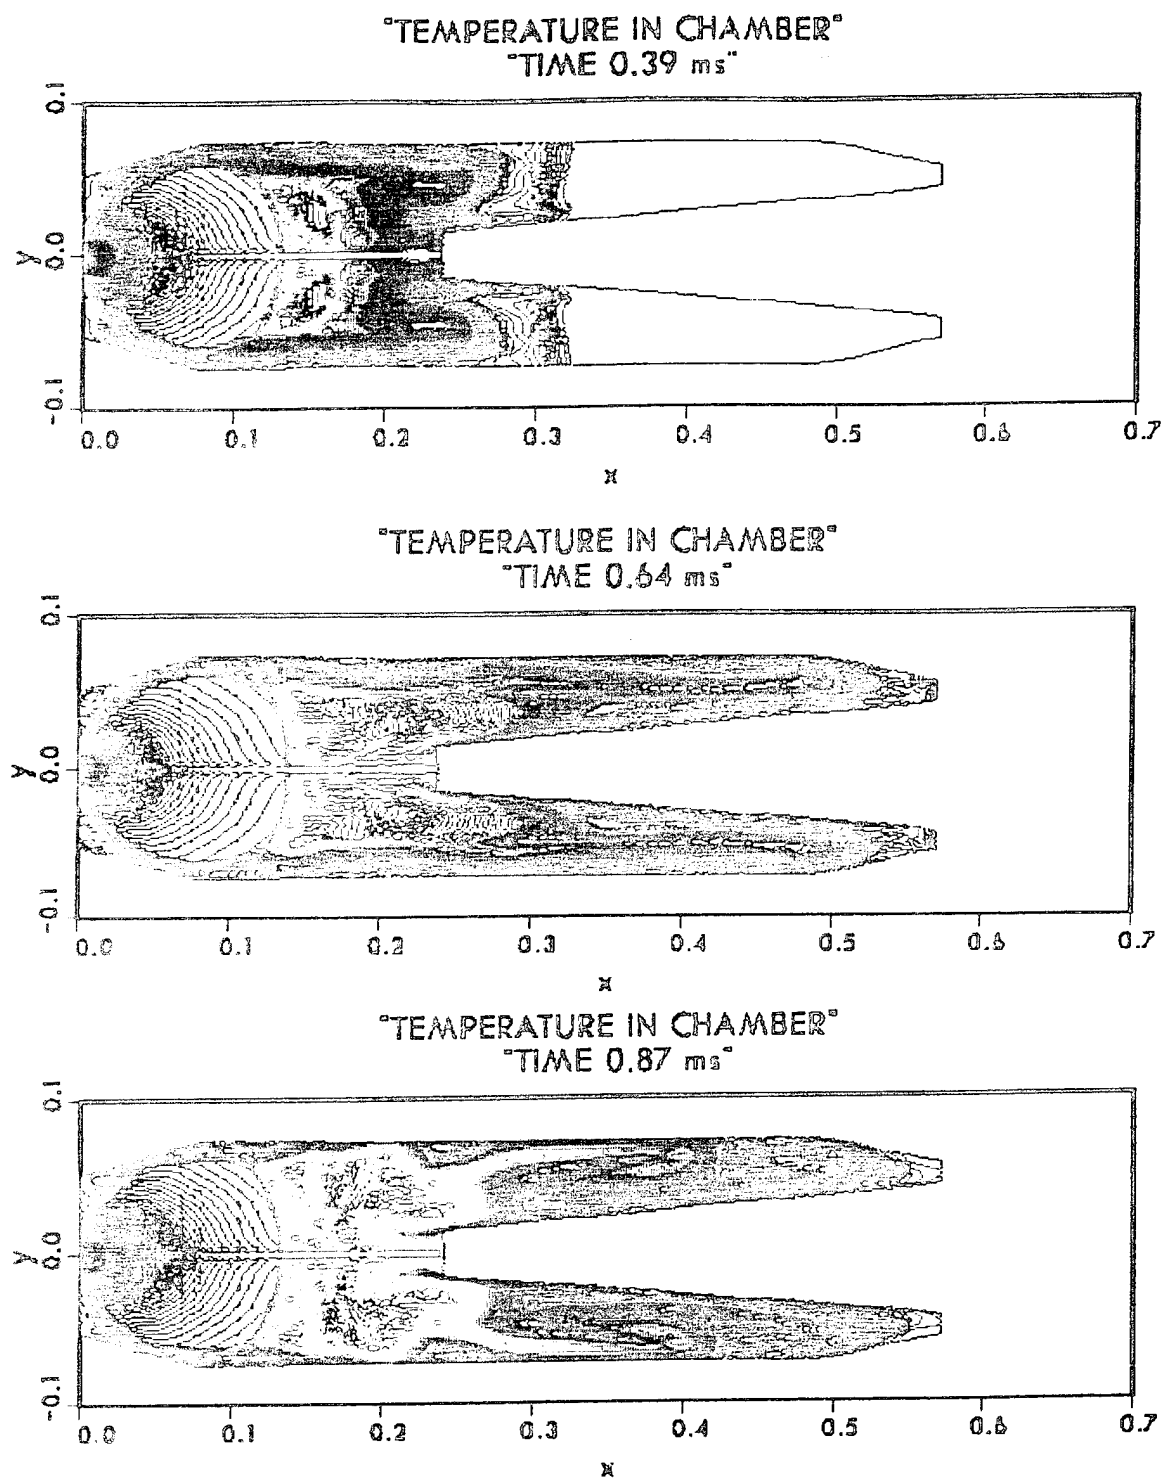 "TEMPERATURE IN CHAMBER"
"TIME 0.39 ms"
0.1
0.0
-0.1
y
0.0 0.1 0.2 0.3 0.4 0.5 0.6 0.7
x
"TEMPERATURE IN CHAMBER"
"TIME 0.64 ms"
0.1
0.0
-0.1
y
0.0 0.1 0.2 0.3 0.4 0.5 0.6 0.7
x
"TEMPERATURE IN CHAMBER"
"TIME 0.87 ms"
0.1
0.0
-0.1
y
0.0 0.1 0.2 0.3 0.4 0.5 0.6 0.7
x